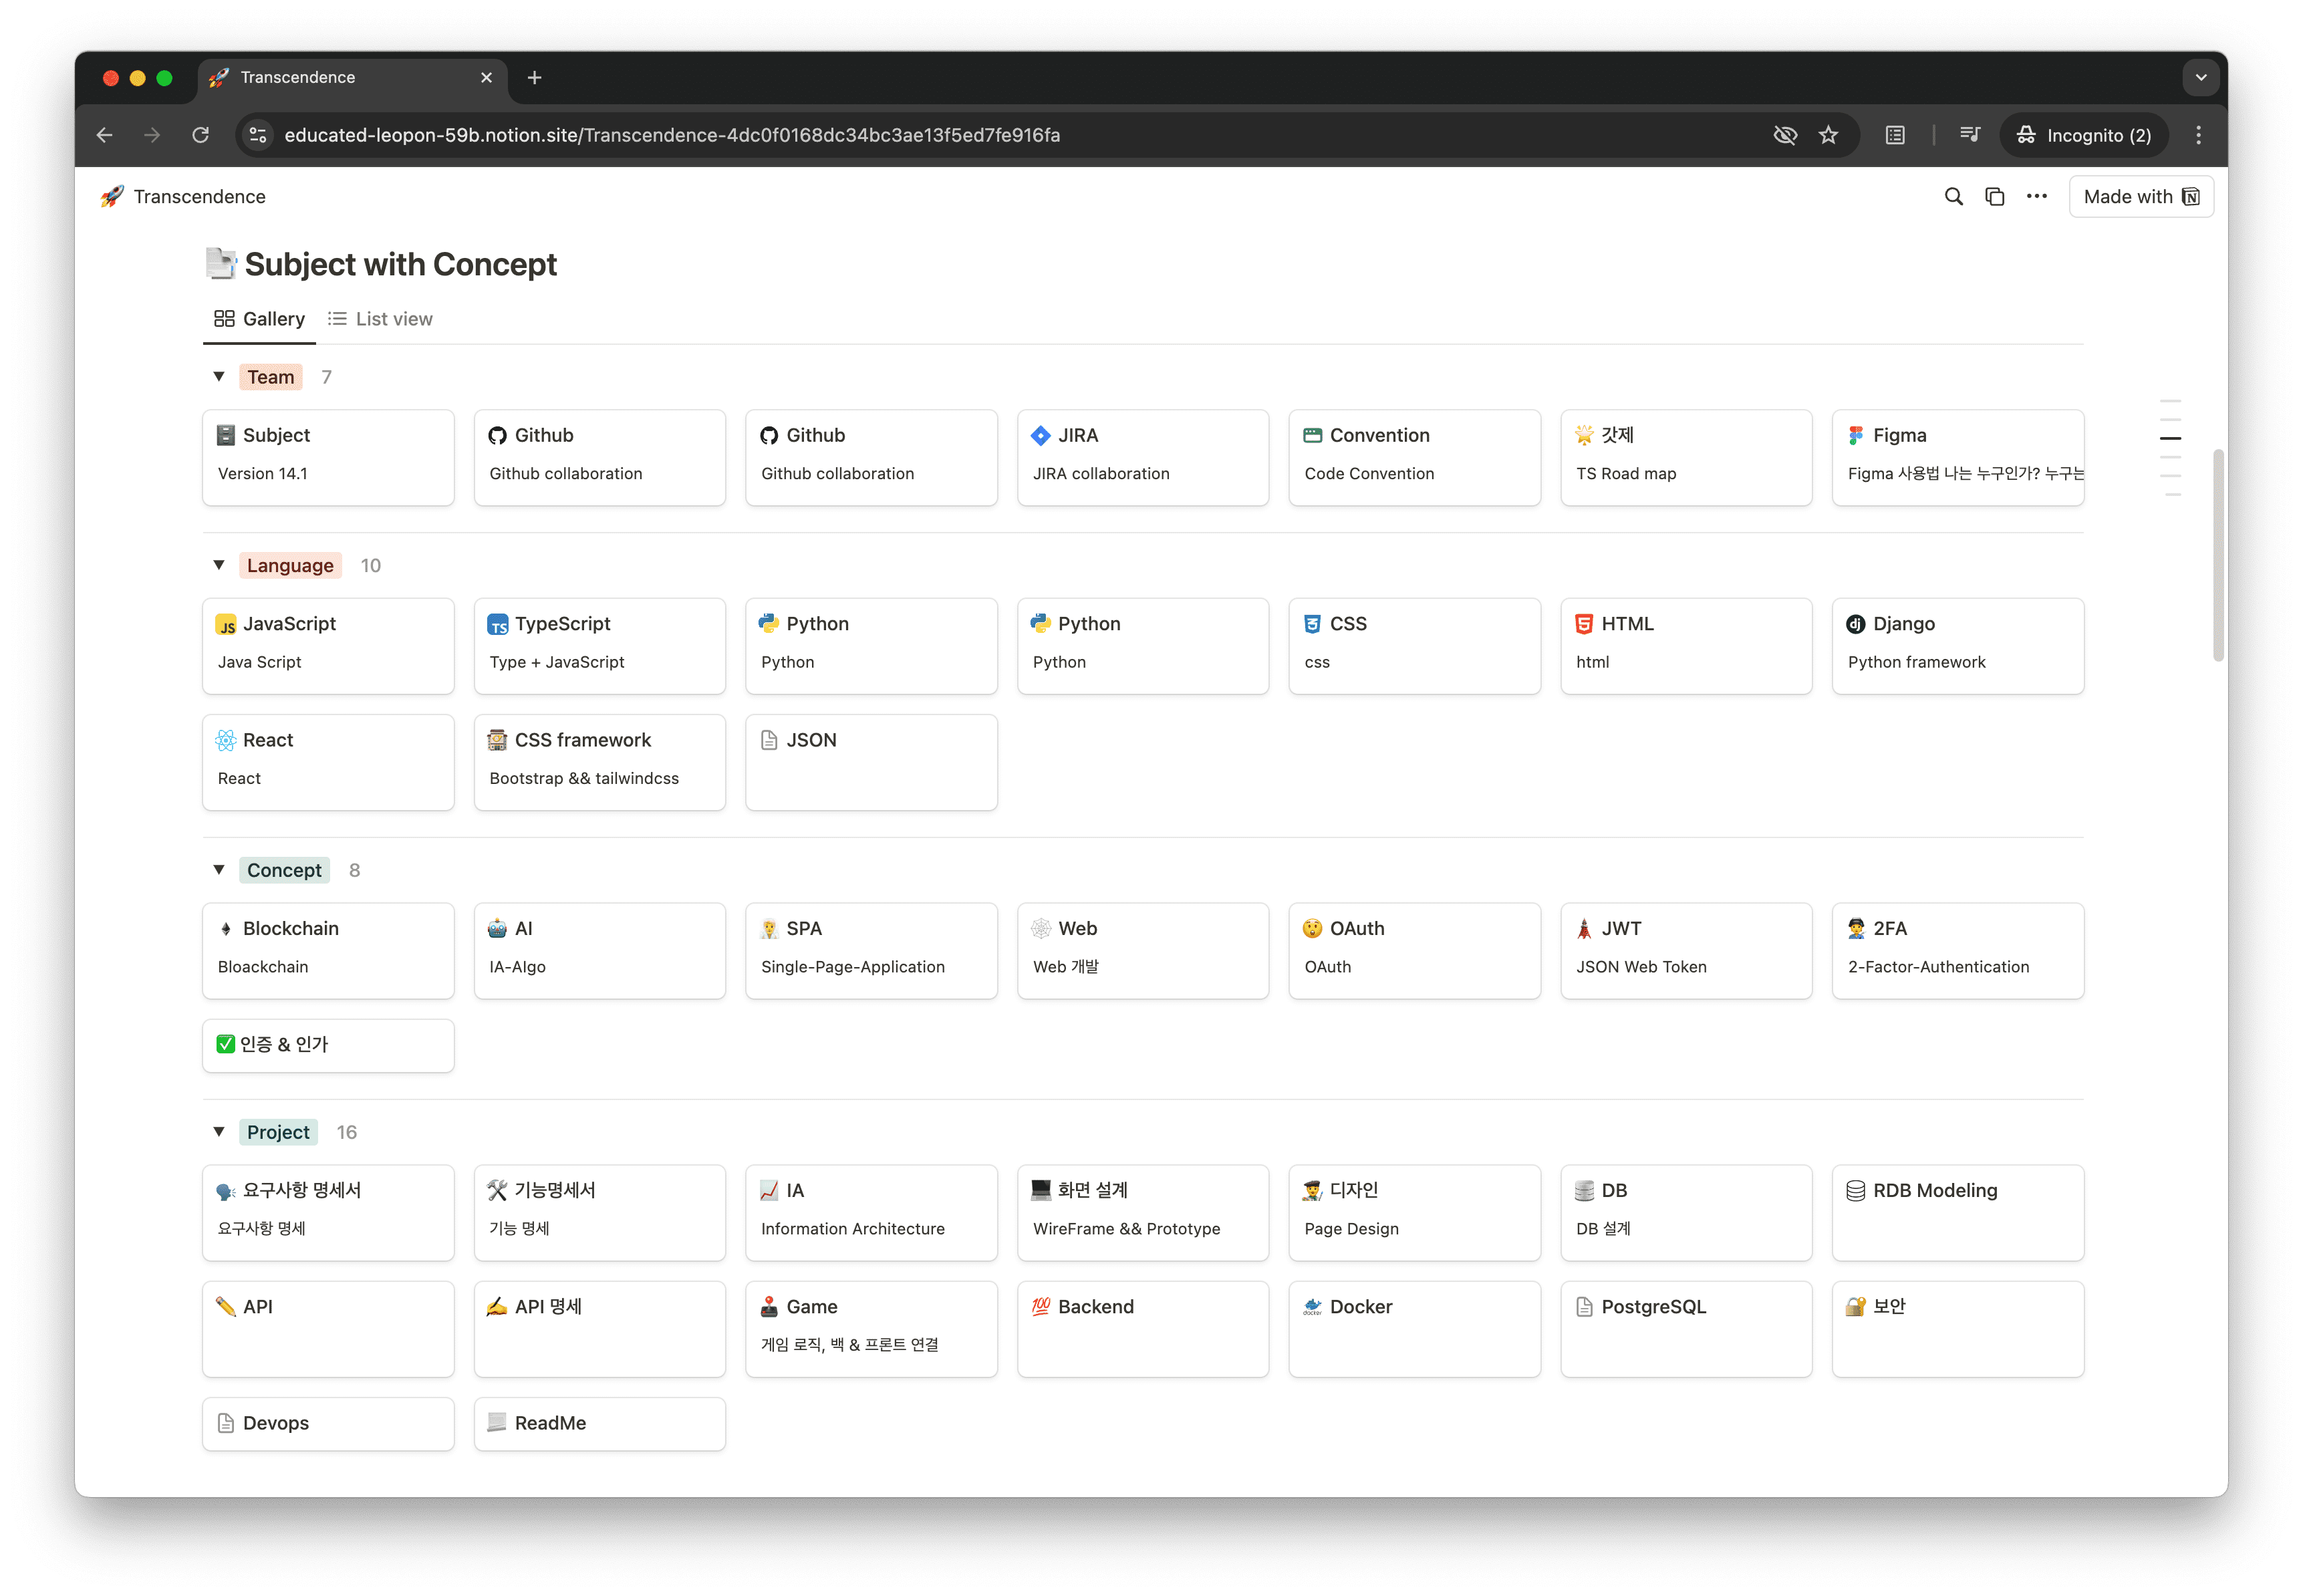 Transcendence
educated-leopon-59b.notion.site/Transcendence-4dc0f0168dc34bc3ae13f5ed7fe916fa
Incognito (2)
Transcendence
Made with
Subject with Concept
Gallery
List view
Team 7
Subject
Version 14.1
Github
Github collaboration
Github
Github collaboration
JIRA
JIRA collaboration
Convention
Code Convention
갓제
TS Road map
Figma
Figma 사용법 나는 누구인가? 누구는
Language 10
JavaScript
Java Script
TypeScript
Type + JavaScript
Python
Python
Python
Python
CSS
css
HTML
html
Django
Python framework
React
React
CSS framework
Bootstrap && tailwindcss
JSON
Concept 8
Blockchain
Bloackchain
AI
IA-Algo
SPA
Single-Page-Application
Web
Web 개발
OAuth
OAuth
JWT
JSON Web Token
2FA
2-Factor-Authentication
인증 & 인가
Project 16
요구사항 명세서
요구사항 명세
기능명세서
기능 명세
IA
Information Architecture
화면 설계
WireFrame && Prototype
디자인
Page Design
DB
DB 설계
RDB Modeling
API
API 명세
Game
게임 로직, 백 & 프론트 연결
Backend
Docker
PostgreSQL
보안
Devops
ReadMe